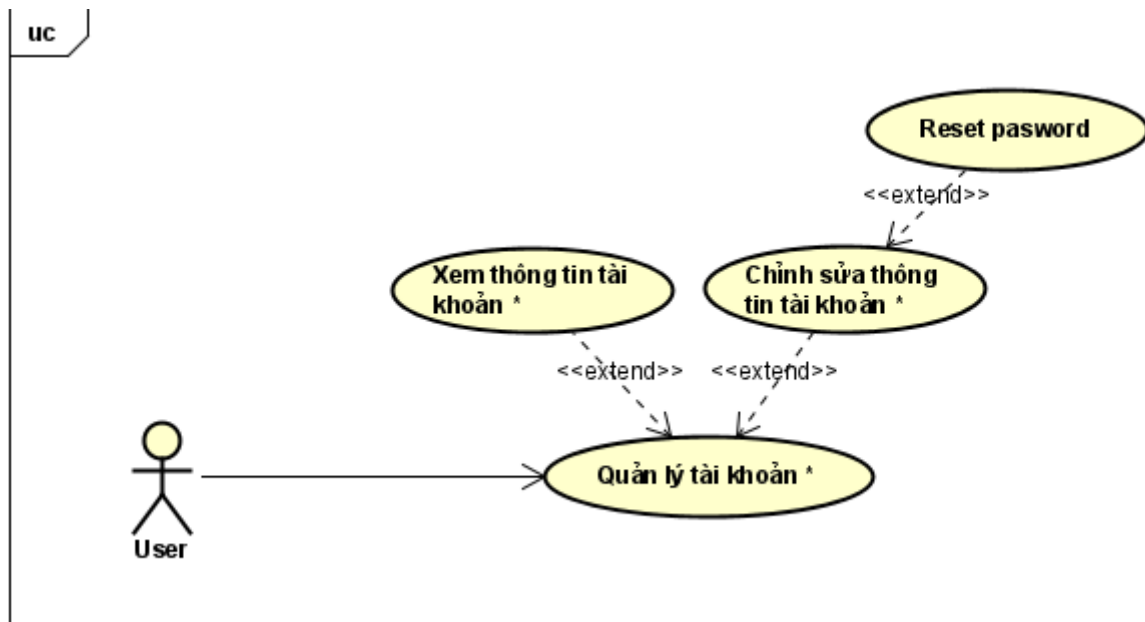 uc
Reset pasword
<<extend>>
Xem thông tin tài
khoản *
Chỉnh sửa thông
tin tài khoản *
<<extend>>
<<extend>>
Quản lý tài khoản *
User